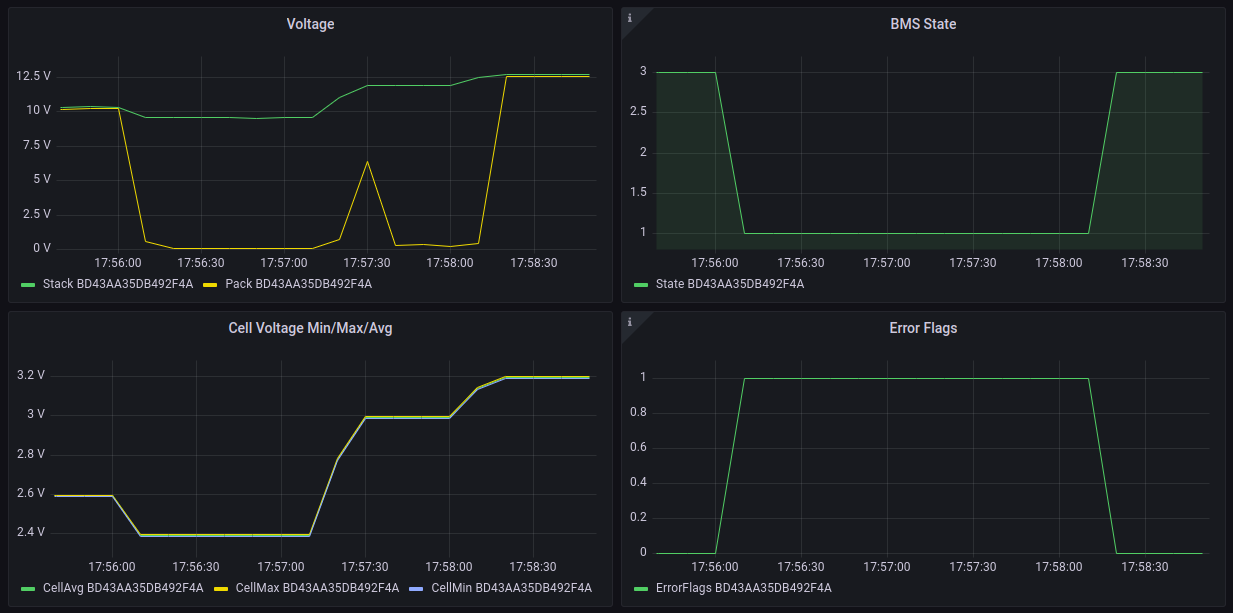 Voltage
12.5 V
10 V
7.5 V
5 V
2.5 V
0 V
17:56:00 17:56:30 17:57:00 17:57:30 17:58:00 17:58:30
Stack BD43AA35DB492F4A Pack BD43AA35DB492F4A
i
BMS State
3
2.5
2
1.5
1
17:56:00 17:56:30 17:57:00 17:57:30 17:58:00 17:58:30
State BD43AA35DB492F4A
Cell Voltage Min/Max/Avg
3.2 V
3 V
2.8 V
2.6 V
2.4 V
17:56:00 17:56:30 17:57:00 17:57:30 17:58:00 17:58:30
CellAvg BD43AA35DB492F4A CellMax BD43AA35DB492F4A CellMin BD43AA35DB492F4A
i
Error Flags
1
0.8
0.6
0.4
0.2
0
17:56:00 17:56:30 17:57:00 17:57:30 17:58:00 17:58:30
ErrorFlags BD43AA35DB492F4A